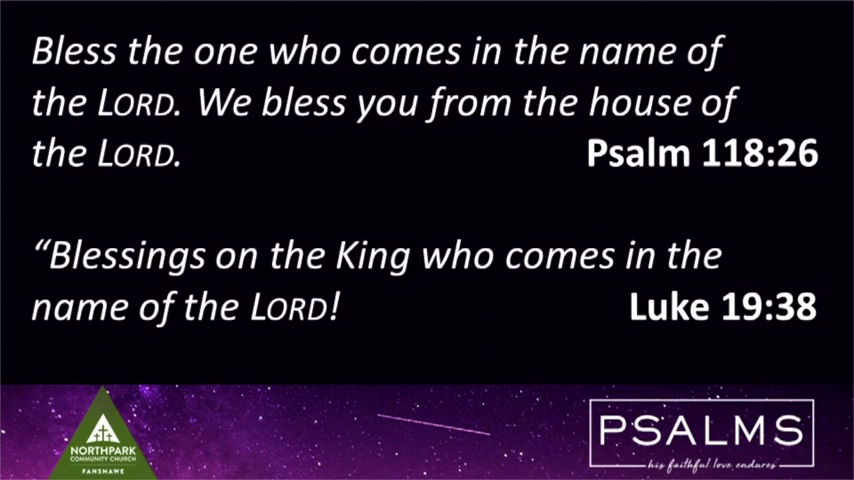 Bless the one who comes in the name of
the LORD. We bless you from the house of
the LORD. Psalm 118:26
“Blessings on the King who comes in the
name of the LORD! Luke 19:38
NORTHPARK
COMMUNITY CHURCH
FANSHAWE
PSALMS
his faithful love endures